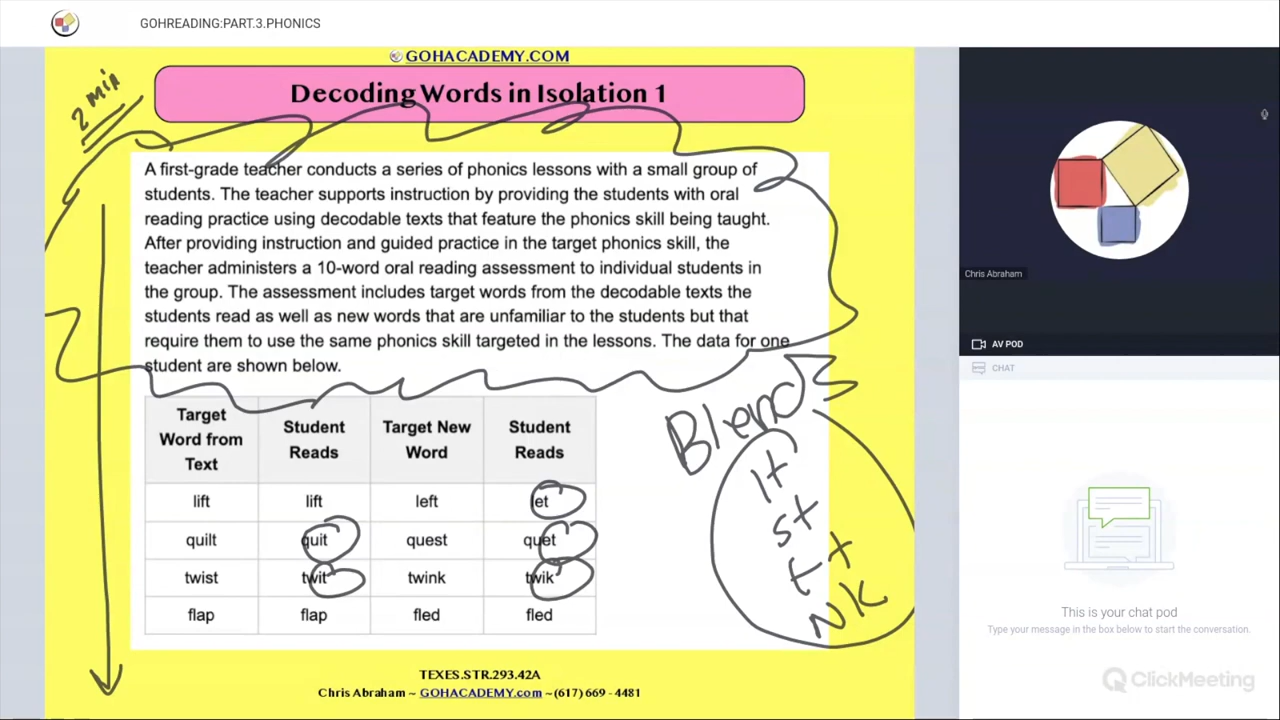 GOHREADING:PART.3.PHONICS
GOHACADEMY.COM
2 min
Decoding Words in Isolation 1
A first-grade teacher conducts a series of phonics lessons with a small group of
students. The teacher supports instruction by providing the students with oral
reading practice using decodable texts that feature the phonics skill being taught.
After providing instruction and guided practice in the target phonics skill, the
teacher administers a 10-word oral reading assessment to individual students in
the group. The assessment includes target words from the decodable texts the
students read as well as new words that are unfamiliar to the students but that
require them to use the same phonics skill targeted in the lessons. The data for one
student are shown below.
Target Word from Text | Student Reads | Target New Word | Student Reads
lift | lift | left | let
quilt | quit | quest | quet
twist | twit | twink | twik
flap | flap | fled | fled
Blend
lt
st
ft
NK
TEXES.STR.293.42A
Chris Abraham ~ GOHACADEMY.com ~ (617) 669 - 4481
Chris Abraham
AV POD
CHAT
This is your chat pod
Type your message in the box below to start the conversation.
ClickMeeting